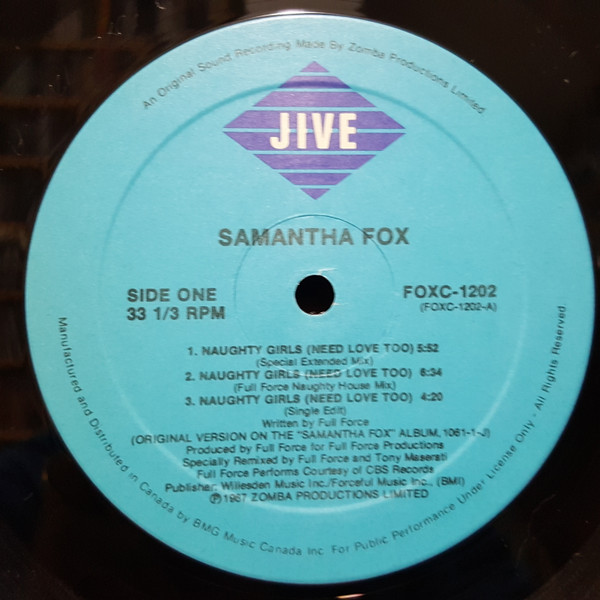 An Original Sound Recording Made By Zomba Productions Limited
JIVE
SAMANTHA FOX
SIDE ONE
33 1/3 RPM
FOXC-1202
(FOXC-1202-A)
1. NAUGHTY GIRLS (NEED LOVE TOO) 5:52
(Special Extended Mix)
2. NAUGHTY GIRLS (NEED LOVE TOO) 6:34
(Full Force Naughty House Mix)
3. NAUGHTY GIRLS (NEED LOVE TOO) 4:20
(Single Edit)
Written by Full Force
(ORIGINAL VERSION ON THE "SAMANTHA FOX" ALBUM, 1061-1-J)
Produced by Full Force for Full Force Productions
Specially Remixed by Full Force and Tony Maserati
Full Force Performs Courtesy of CBS Records
Publisher: Willesden Music Inc./Forceful Music Inc., (BMI)
Ⓟ 1987 ZOMBA PRODUCTIONS LIMITED
Manufactured and Distributed in Canada by BMG Music Canada Inc. For Public Performance Under License Only - All Rights Reserved.